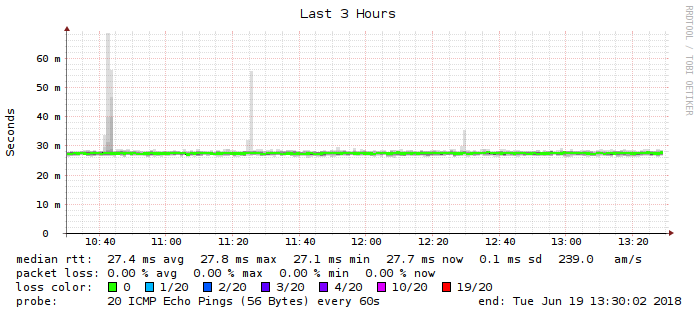 Last 3 Hours
RRDTOOL / TOBI OETIKER
Seconds
60 m
50 m
40 m
30 m
20 m
10 m
0
10:40 11:00 11:20 11:40 12:00 12:20 12:40 13:00 13:20
median rtt: 27.4 ms avg 27.8 ms max 27.1 ms min 27.7 ms now 0.1 ms sd 239.0 am/s
packet loss: 0.00 % avg 0.00 % max 0.00 % min 0.00 % now
loss color: 0 1/20 2/20 3/20 4/20 10/20 19/20
probe: 20 ICMP Echo Pings (56 Bytes) every 60s end: Tue Jun 19 13:30:02 2018